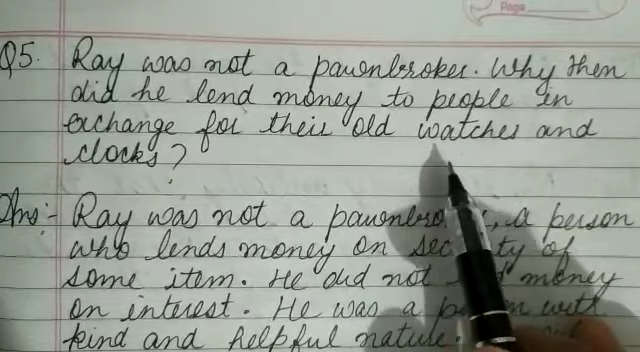 Page
Q5. Ray was not a pawnbroker. Why then
did he lend money to people in
exchange for their old watches and
clocks?
Ans:- Ray was not a , a person
who lends money on of
some item. He did not money
on interest. He was a with
kind and helpful nature.